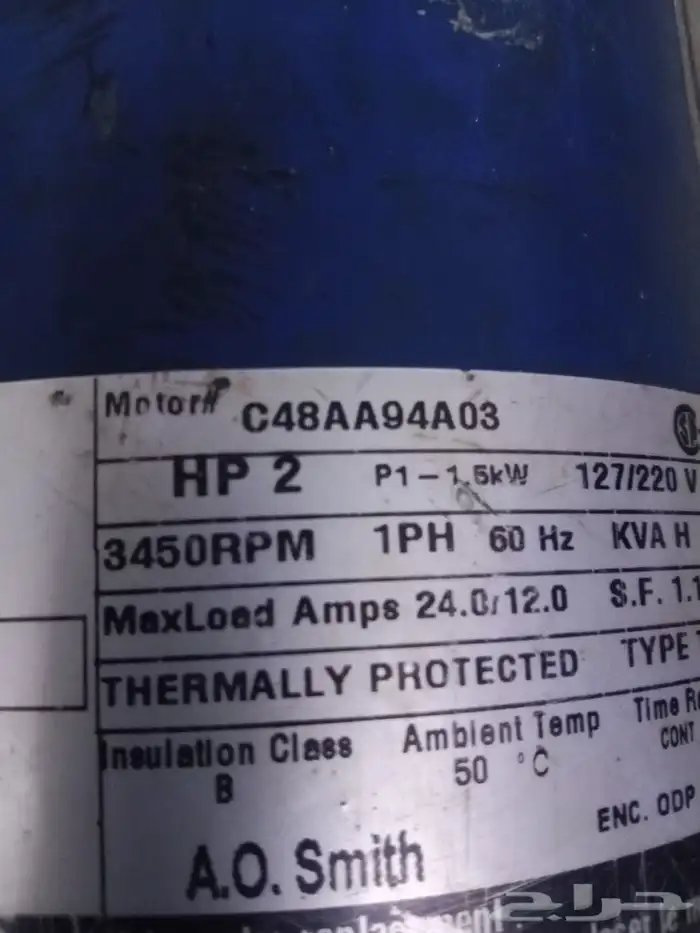 Motor# C48AA94A03
HP 2 P1-1.5kW 127/220 V
3450RPM 1PH 60 Hz KVA H
MaxLoad Amps 24.0/12.0 S.F. 1.1
THERMALLY PROTECTED TYPE
Insulation Class Ambient Temp Time
B 50 °C CONT
ENC. ODP
A.O. Smith
حراج